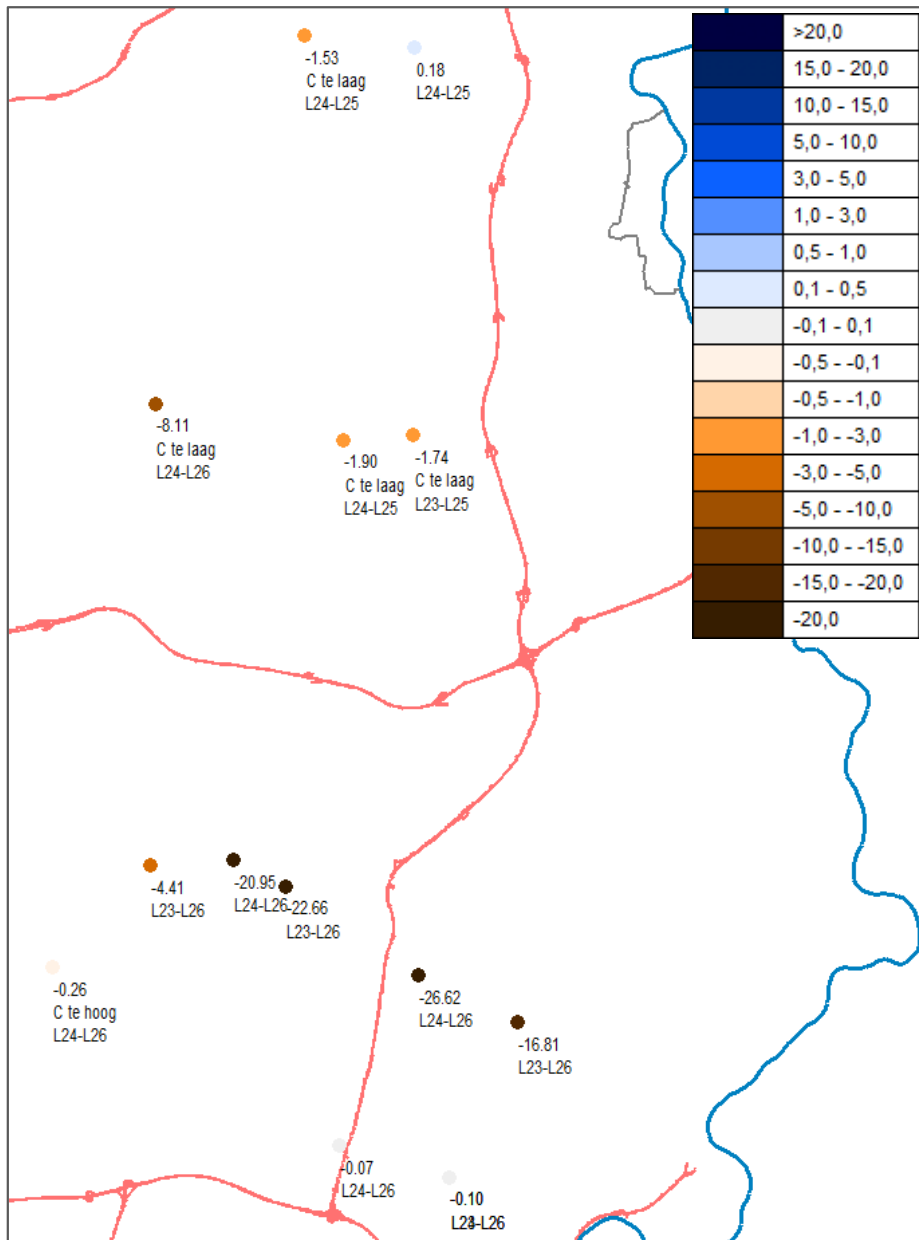 -1.53
C te laag
L24-L25
0.18
L24-L25
>20,0
15,0 - 20,0
10,0 - 15,0
5,0 - 10,0
3,0 - 5,0
1,0 - 3,0
0,5 - 1,0
0,1 - 0,5
-0,1 - 0,1
-0,5 - -0,1
-0,5 - -1,0
-1,0 - -3,0
-3,0 - -5,0
-5,0 - -10,0
-10,0 - -15,0
-15,0 - -20,0
-20,0
-8.11
C te laag
L24-L26
-1.90
C te laag
L24-L25
-1.74
C te laag
L23-L25
-4.41
L23-L26
-20.95
L24-L26
-22.66
L23-L26
-0.26
C te hoog
L24-L26
-26.62
L24-L26
-16.81
L23-L26
-0.07
L24-L26
-0.10